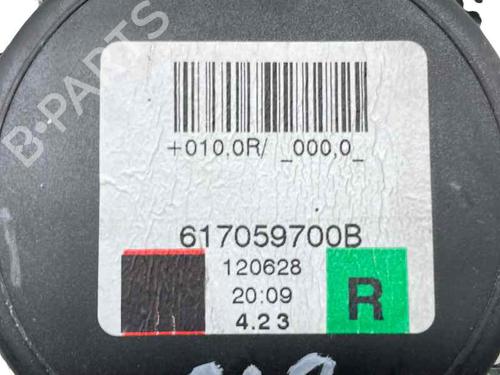 B-PARTS
+010,0R/ _000,0_
617059700B
120628
20:09
4.23
R